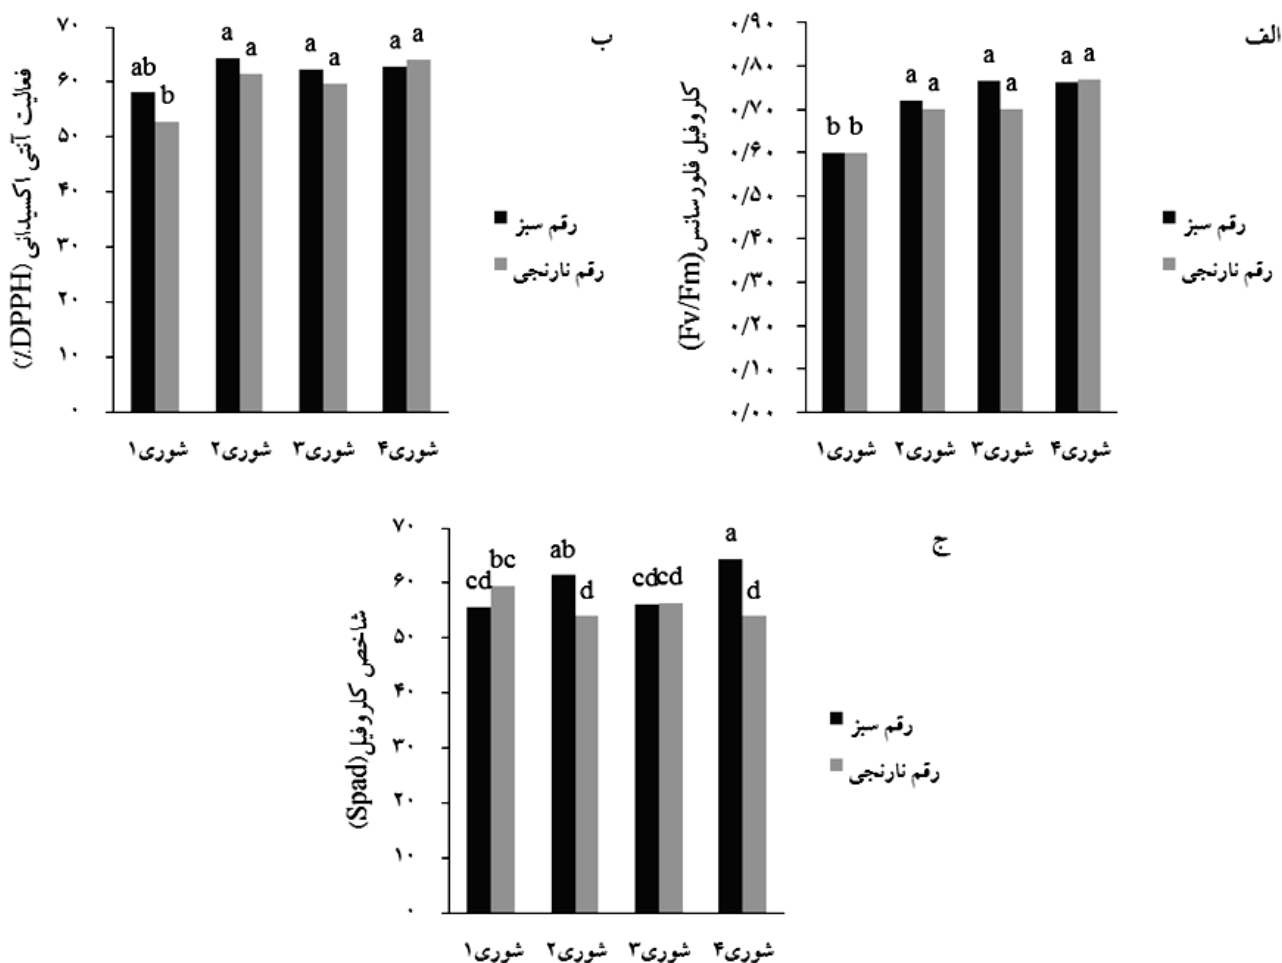 الف
کلروفیل فلورسانس(Fv/Fm)
۰/۹۰
۰/۸۰
۰/۷۰
۰/۶۰
۰/۵۰
۰/۴۰
۰/۳۰
۰/۲۰
۰/۱۰
۰/۰۰
b b
a a
a a
a a
شوری۱ شوری۲ شوری۳ شوری۴
رقم سبز
رقم نارنجی
ب
فعالیت آنتی اکسیدانی (DPPH٪)
۷۰
۶۰
۵۰
۴۰
۳۰
۲۰
۱۰
۰
ab b
a a
a a
a a
شوری۱ شوری۲ شوری۳ شوری۴
رقم سبز
رقم نارنجی
ج
شاخص کلروفیل(Spad)
۷۰
۶۰
۵۰
۴۰
۳۰
۲۰
۱۰
۰
cd bc
ab d
cd cd
a d
شوری۱ شوری۲ شوری۳ شوری۴
رقم سبز
رقم نارنجی